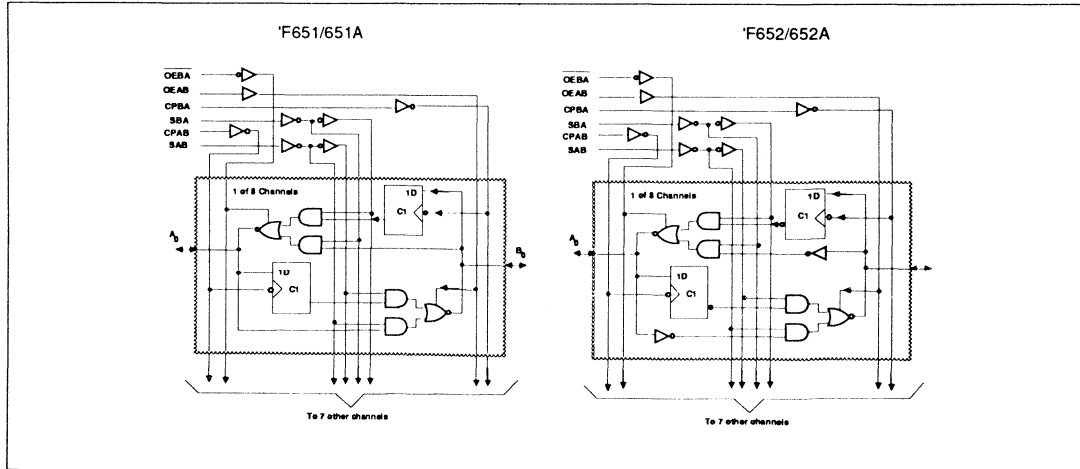 'F651/651A
OEBA
OEAB
CPBA
SBA
CPAB
SAB
1 of 8 Channels
1D
C1
A0
B0
1D
C1
To 7 other channels
'F652/652A
OEBA
OEAB
CPBA
SBA
CPAB
SAB
1 of 8 Channels
1D
C1
A0
1D
C1
To 7 other channels